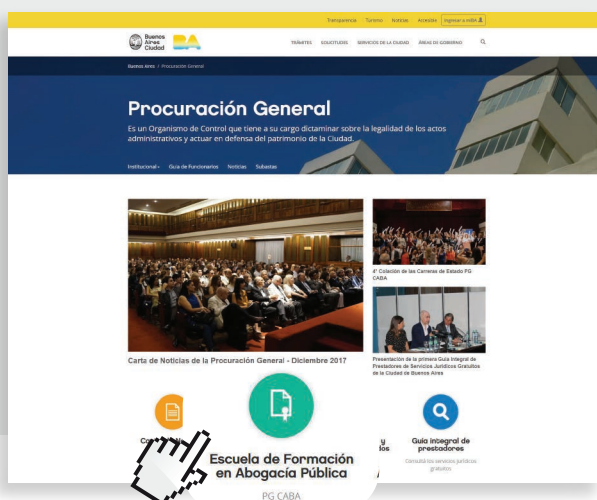 Transparencia Turismo Noticias Accesible Ingresar a miBA
Buenos
Aires
Ciudad
BA
TRÁMITES SOLICITUDES SERVICIOS DE LA CIUDAD ÁREAS DE GOBIERNO
Buenos Aires / Procuración General
Procuración General
Es un Organismo de Control que tiene a su cargo dictaminar sobre la legalidad de los actos
administrativos y actuar en defensa del patrimonio de la Ciudad.
Institucional Guía de Funcionarios Noticias Subastas
4° Colación de las Carreras de Estado PG
CABA
Carta de Noticias de la Procuración General - Diciembre 2017
Presentación de la primera Guía Integral de
Prestadores de Servicios Jurídicos Gratuitos
de la Ciudad de Buenos Aires
Escuela de Formación
en Abogacía Pública
PG CABA
Guía integral de
prestadores
Consultá los servicios jurídicos
gratuitos